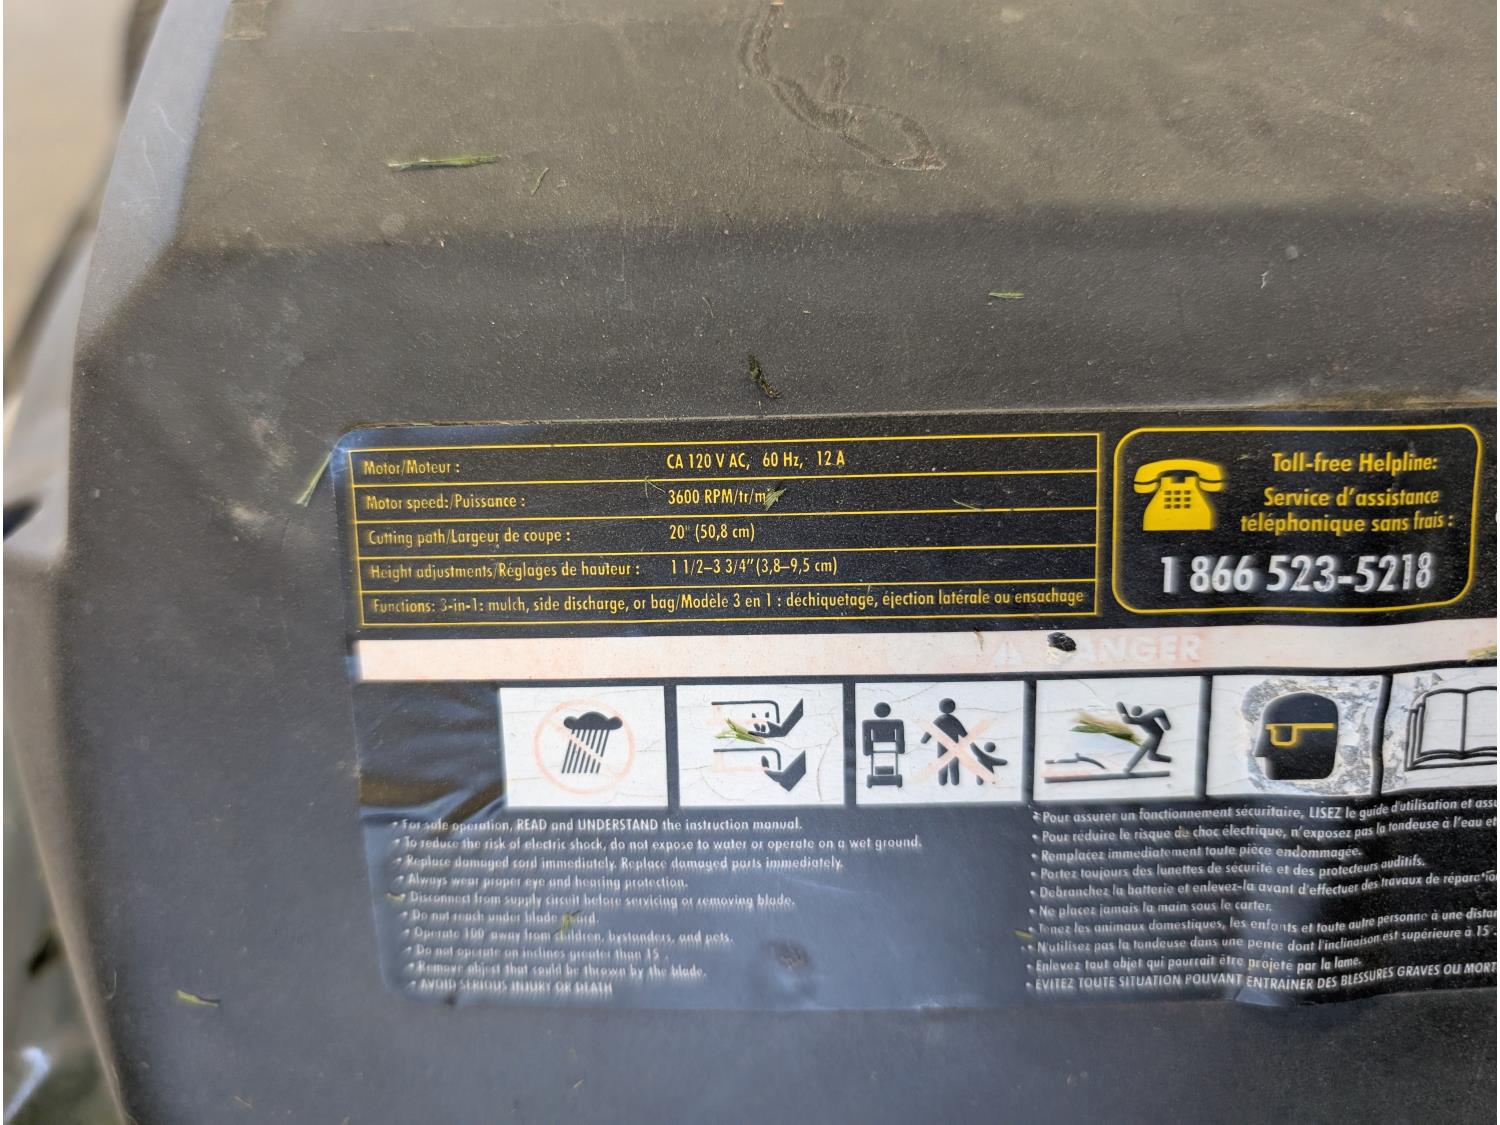 Motor/Moteur : CA 120 V AC, 60 Hz, 12 A
Motor speed:/Puissance : 3600 RPM/tr/m
Cutting path/Largeur de coupe : 20" (50,8 cm)
Height adjustments/Réglages de hauteur : 1 1/2–3 3/4" (3,8–9,5 cm)
Functions: 3-in-1: mulch, side discharge, or bag/Modèle 3 en 1 : déchiquetage, éjection latérale ou ensachage
Toll-free Helpline:
Service d'assistance
téléphonique sans frais :
1 866 523-5218
DANGER
• For safe operation, READ and UNDERSTAND the instruction manual.
• To reduce the risk of electric shock, do not expose to water or operate on a wet ground.
• Replace damaged cord immediately. Replace damaged parts immediately.
• Always wear proper eye and hearing protection.
• Disconnect from supply circuit before servicing or removing blade.
• Do not reach under blade guard.
• Operate 100 away from children, bystanders, and pets.
• Do not operate on inclines greater than 15
• Remove object that could be thrown by the blade.
• AVOID SERIOUS INJURY OR DEATH
• Pour assurer un fonctionnement sécuritaire, LISEZ le guide d'utilisation et
• Pour réduire le risque de choc électrique, n'exposez pas la tondeuse à l'eau et
• Remplacez immédiatement toute pièce endommagée.
• Portez toujours des lunettes de sécurité et des protecteurs auditifs.
• Débranchez la batterie et enlevez-la avant d'effectuer des travaux de
• Ne placez jamais la main sous le carter.
• Tenez les animaux domestiques, les enfants et toute autre personne à une
• N'utilisez pas la tondeuse dans une pente dont l'inclinaison est supérieure à 15
• Enlevez tout objet qui pourrait être projeté par la lame.
• ÉVITEZ TOUTE SITUATION POUVANT ENTRAÎNER DES BLESSURES GRAVES OU